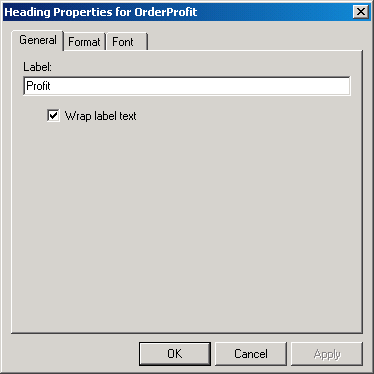 Heading Properties for OrderProfit
General Format Font
Label:
Profit
Wrap label text
OK Cancel Apply